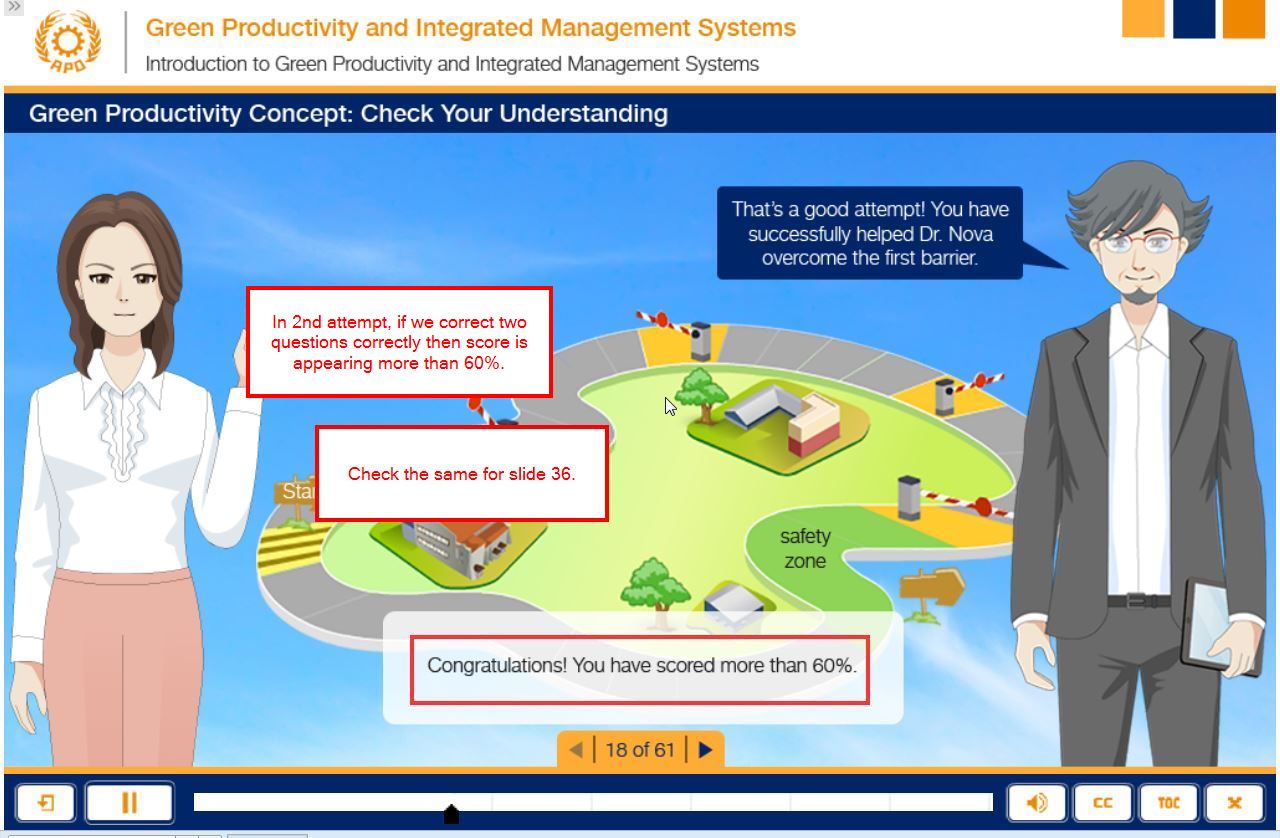 »
APO
Green Productivity and Integrated Management Systems
Introduction to Green Productivity and Integrated Management Systems
Green Productivity Concept: Check Your Understanding
That's a good attempt! You have
successfully helped Dr. Nova
overcome the first barrier.
In 2nd attempt, if we correct two
questions correctly then score is
appearing more than 60%.
Check the same for slide 36.
Star
safety
zone
Congratulations! You have scored more than 60%.
18 of 61
CC
TOC